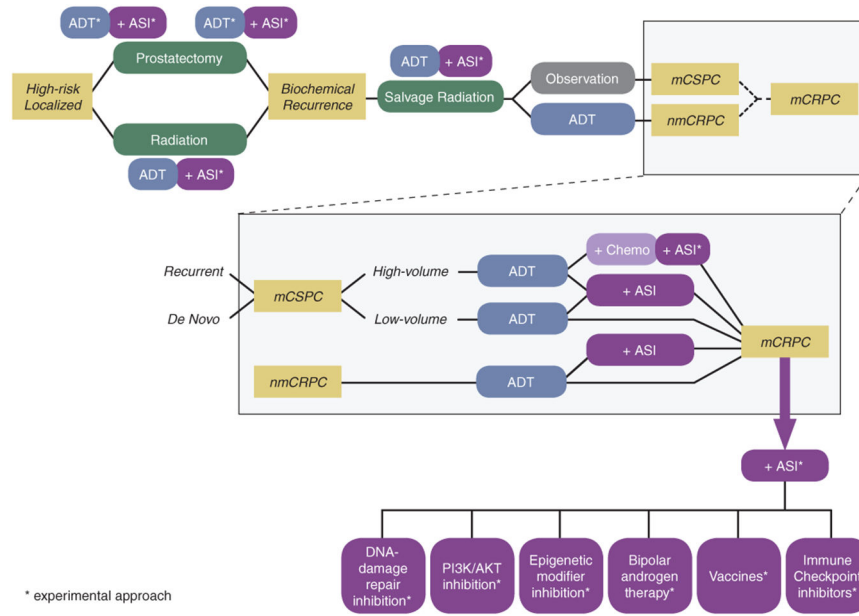 ADT* + ASI* ADT* + ASI*
Prostatectomy
ADT + ASI*
High-risk
Localized
Biochemical
Recurrence
Salvage Radiation
Observation
ADT
mCSPC
nmCRPC
mCRPC
Radiation
ADT + ASI*
Recurrent
De Novo
mCSPC
High-volume
Low-volume
ADT
ADT
+ Chemo + ASI*
+ ASI
+ ASI
nmCRPC
ADT
mCRPC
+ ASI*
DNA-
damage
repair
inhibition*
PI3K/AKT
inhibition*
Epigenetic
modifier
inhibition*
Bipolar
androgen
therapy*
Vaccines*
Immune
Checkpoint
inhibitors*
* experimental approach